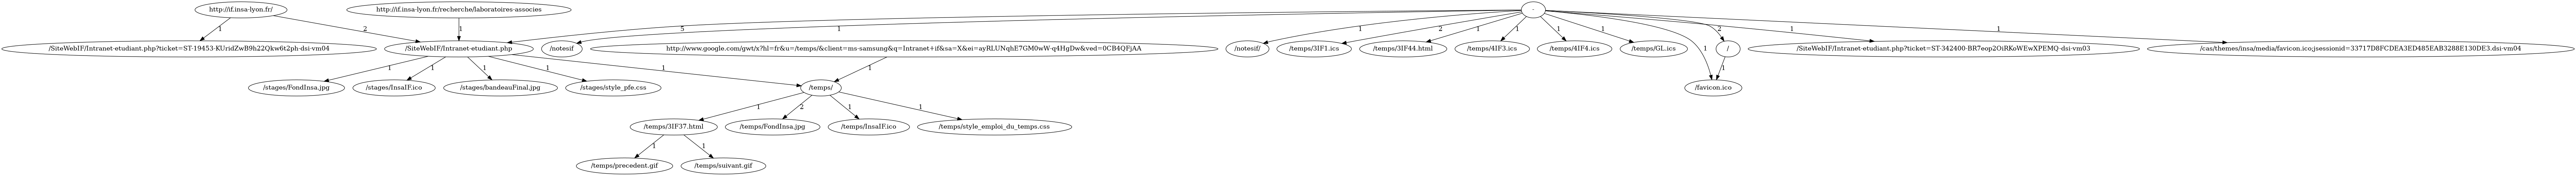 http://if.insa-lyon.fr/
http://if.insa-lyon.fr/recherche/laboratoires-associes
-
1
2
1
5
1
1
2
1
1
1
1
1
2
1
1
/SiteWebIF/Intranet-etudiant.php?ticket=ST-19453-KUridZwB9h22Qkw6t2ph-dsi-vm04
/SiteWebIF/Intranet-etudiant.php
/notesif
http://www.google.com/gwt/x?hl=fr&u=/temps/&client=ms-samsung&q=Intranet+if&sa=X&ei=ayRLUNqhE7GM0wW-q4HgDw&ved=0CB4QFjAA
/notesif/
/temps/3IF1.ics
/temps/3IF44.html
/temps/4IF3.ics
/temps/4IF4.ics
/temps/GL.ics
/
/SiteWebIF/Intranet-etudiant.php?ticket=ST-342400-BR7eop2OiRKoWEwXPEMQ-dsi-vm03
/cas/themes/insa/media/favicon.ico;jsessionid=33717D8FCDEA3ED485EAB3288E130DE3.dsi-vm04
1
1
1
1
1
1
1
/stages/FondInsa.jpg
/stages/InsaIF.ico
/stages/bandeauFinal.jpg
/stages/style_pfe.css
/temps/
/favicon.ico
1
2
1
1
/temps/3IF37.html
/temps/FondInsa.jpg
/temps/InsaIF.ico
/temps/style_emploi_du_temps.css
1
1
/temps/precedent.gif
/temps/suivant.gif